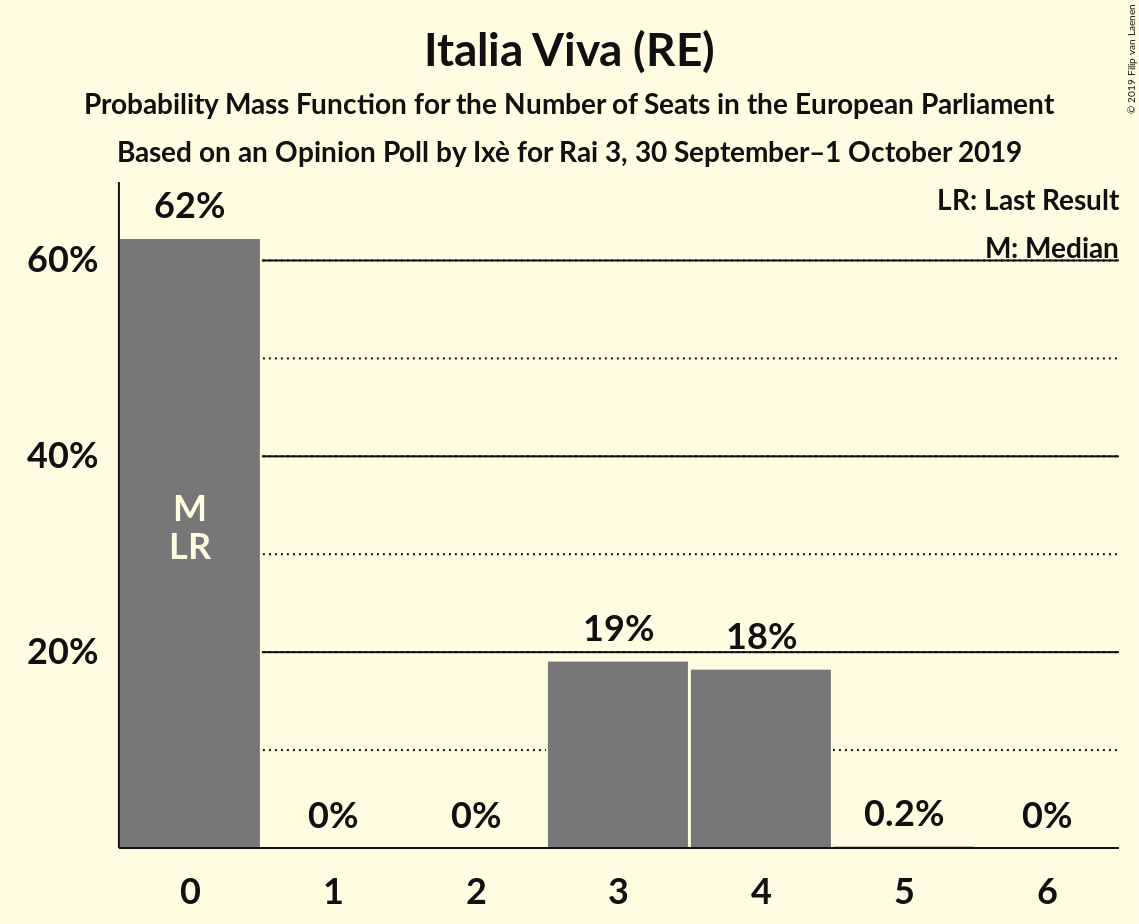 Italia Viva (RE)
Probability Mass Function for the Number of Seats in the European Parliament
Based on an Opinion Poll by Ixè for Rai 3, 30 September–1 October 2019
© 2019 Filip van Laenen
LR: Last Result
M: Median
62%
60%
40%
M
LR
19%
18%
20%
0%
0%
0.2%
0%
0 1 2 3 4 5 6